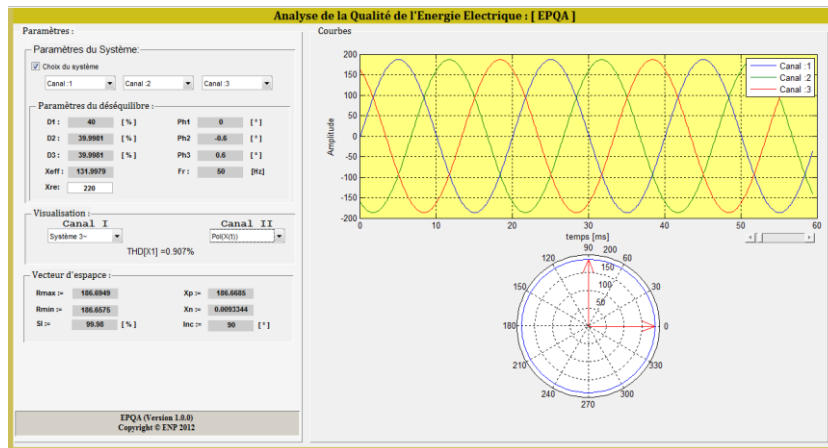 Analyse de la Qualité de l'Energie Electrique : [ EPQA ]
Paramètres :
Paramètres du Système:
Choix du système
Canal :1 Canal :2 Canal :3
Paramètres du déséquilibre :
D1 : 40 [ % ] Ph1 0 [ ° ]
D2 : 39.9981 [ % ] Ph2 -0.6 [ ° ]
D3 : 39.9981 [ % ] Ph3 0.6 [ ° ]
Xeff : 131.9979 Fr : 50 [Hz]
Xre: 220
Visualisation :
Canal I Canal II
Système 3~ Pol(X(t))
THD[X1] =0.907%
Vecteur d'espapce :
Rmax := 186.6949 Xp := 186.6685
Rmin := 186.6575 Xn := 0.0093344
SI := 99.98 [ % ] Inc := 90 [ ° ]
EPQA (Version 1.0.0)
Copyright © ENP 2012
Courbes
Amplitude
200
150
100
50
0
-50
-100
-150
-200
0 10 20 30 40 50 60
temps [ms]
Canal :1
Canal :2
Canal :3
90 200
120 60
150
150 30
100
50
180 0
210 330
240 300
270